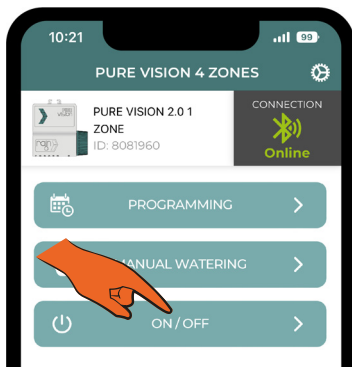 10:21
99
PURE VISION 4 ZONES
PURE VISION 2.0 1
ZONE
ID: 8081960
CONNECTION
Online
PROGRAMMING
MANUAL WATERING
ON / OFF